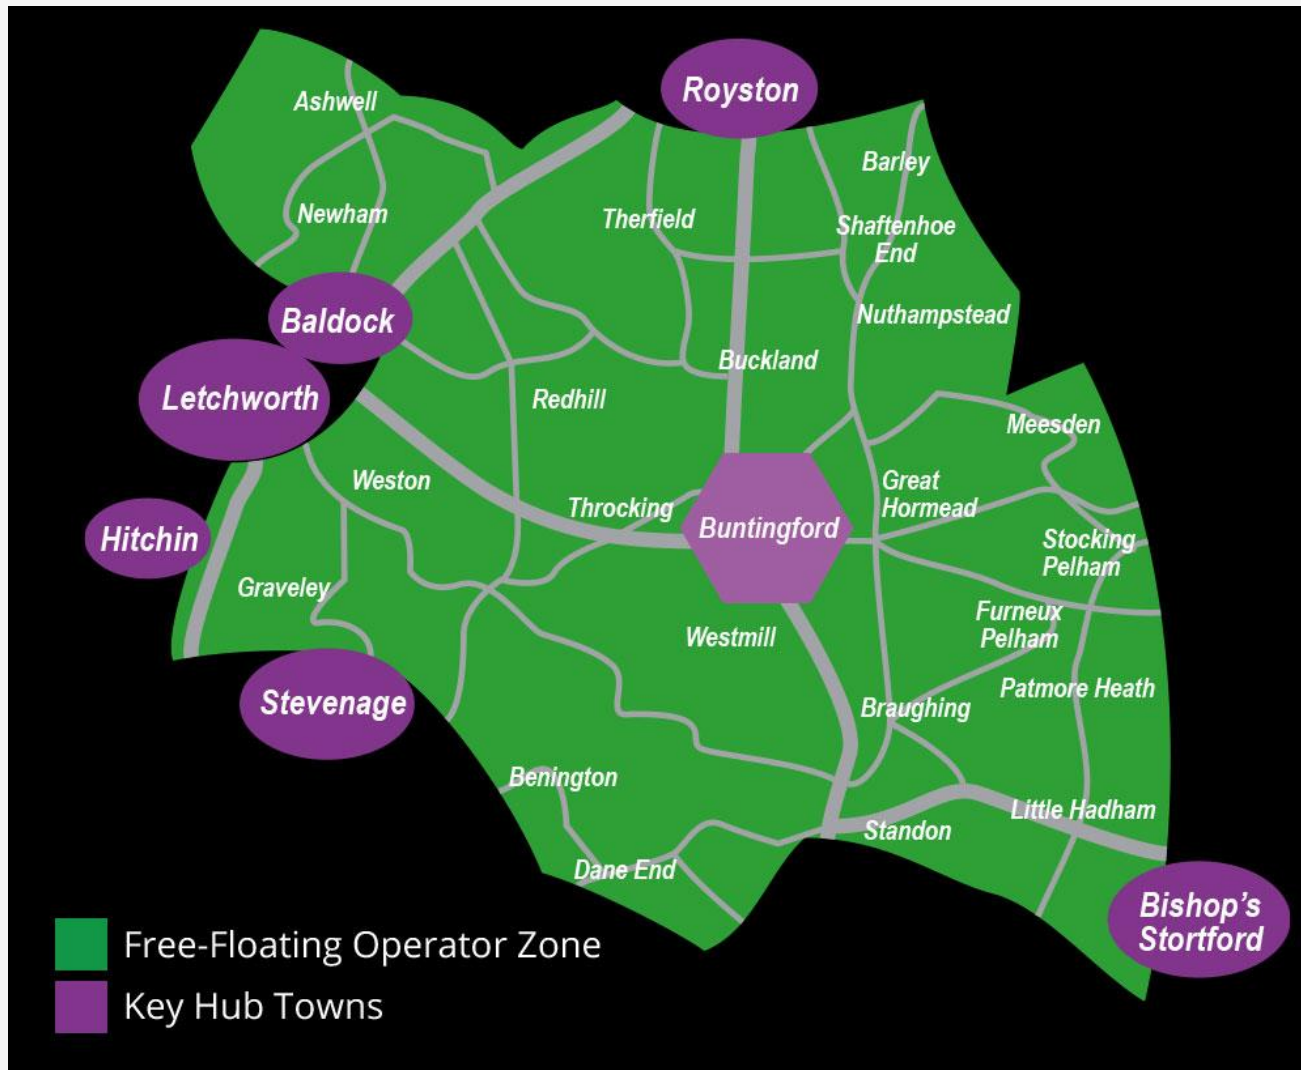 Royston
Ashwell
Barley
Newham
Therfield
Shaftenhoe
End
Baldock
Nuthampstead
Buckland
Letchworth
Redhill
Meesden
Weston
Great
Hormead
Throcking
Buntingford
Hitchin
Stocking
Pelham
Graveley
Furneux
Pelham
Westmill
Stevenage
Patmore Heath
Braughing
Benington
Little Hadham
Standon
Dane End
Bishop's
Stortford
Free-Floating Operator Zone
Key Hub Towns